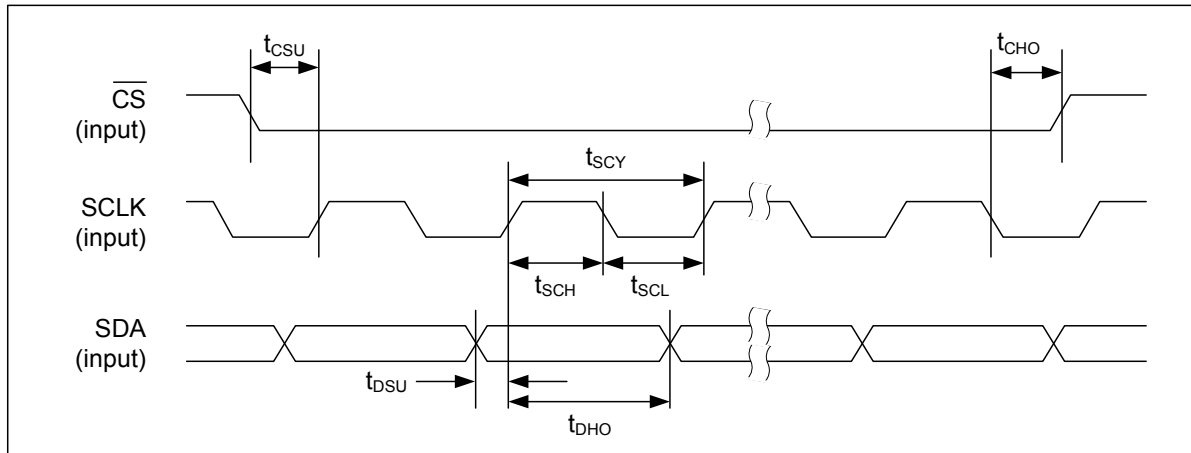 tCSU
tCHO
CS
(input)
tSCY
SCLK
(input)
tSCH
tSCL
SDA
(input)
tDSU
tDHO